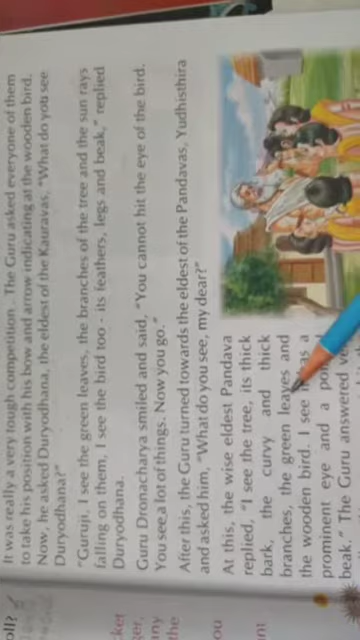 It was really a very tough competition. The Guru asked everyone of them
to take his position with his bow and arrow indicating at the wooden bird.
Now, he asked Duryodhana, the eldest of the Kauravas, "What do you see
Duryodhana?"
"Guruji, I see the green leaves, the branches of the tree and the sun rays
falling on them, I see the bird too - its feathers, legs and beak," replied
Duryodhana.
Guru Dronacharya smiled and said, "You cannot hit the eye of the bird.
You see a lot of things. Now you go."
After this, the Guru turned towards the eldest of the Pandavas, Yudhisthira
and asked him, "What do you see, my dear?"
At this, the wise eldest Pandava
replied, "I see the tree, its thick
bark, the curvy and thick
branches, the green leaves and
the wooden bird. I see as a
prominent eye and a
beak." The Guru answered